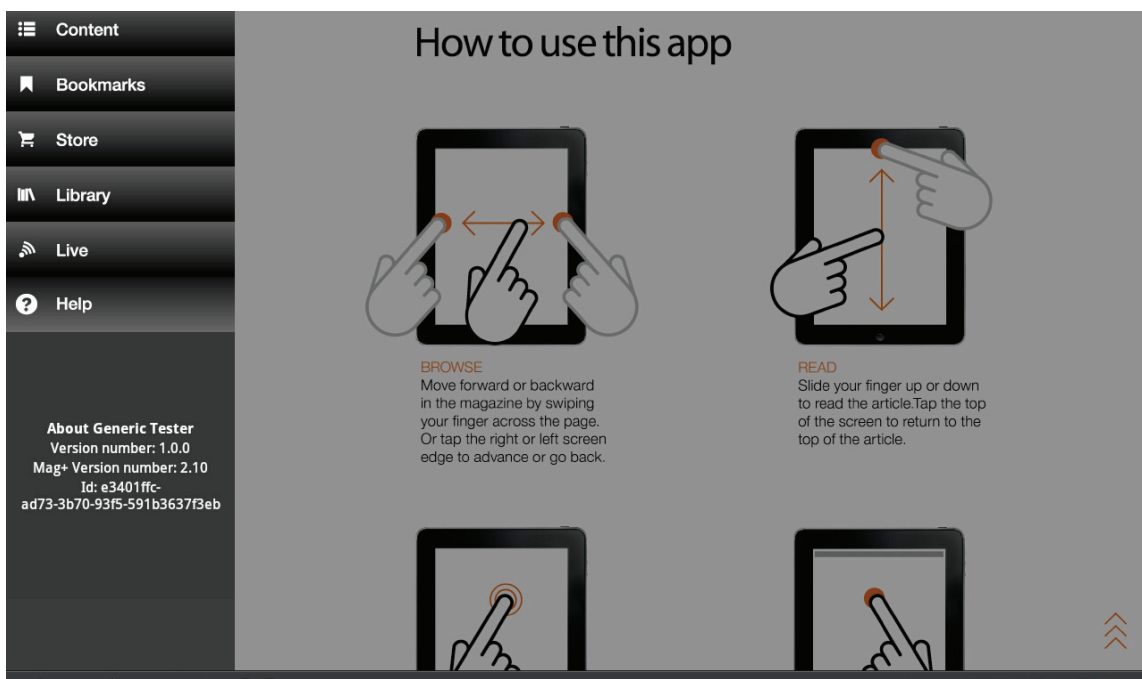 Content
Bookmarks
Store
Library
Live
Help
About Generic Tester
Version number: 1.0.0
Mag+ Version number: 2.10
Id: e3401ffc-
ad73-3b70-93f5-591b3637f3eb
How to use this app
BROWSE
Move forward or backward
in the magazine by swiping
your finger across the page.
Or tap the right or left screen
edge to advance or go back.
READ
Slide your finger up or down
to read the article.Tap the top
of the screen to return to the
top of the article.